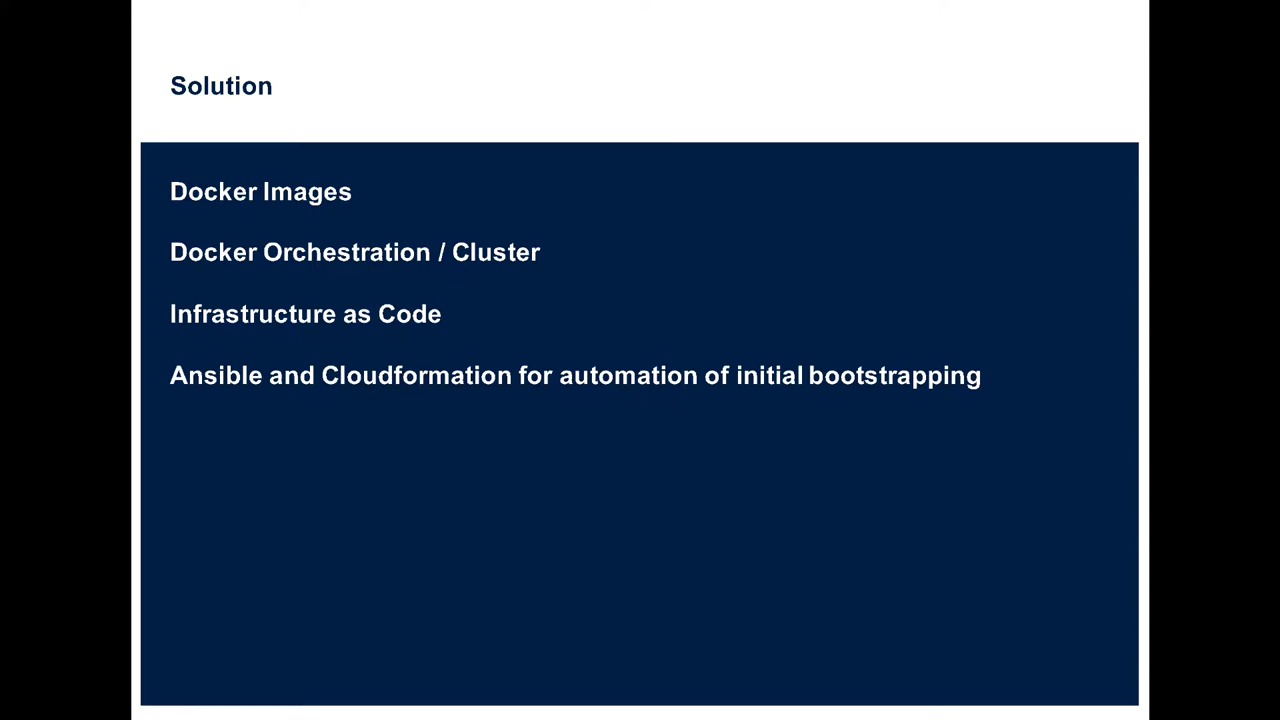 Solution
Docker Images
Docker Orchestration / Cluster
Infrastructure as Code
Ansible and Cloudformation for automation of initial bootstrapping